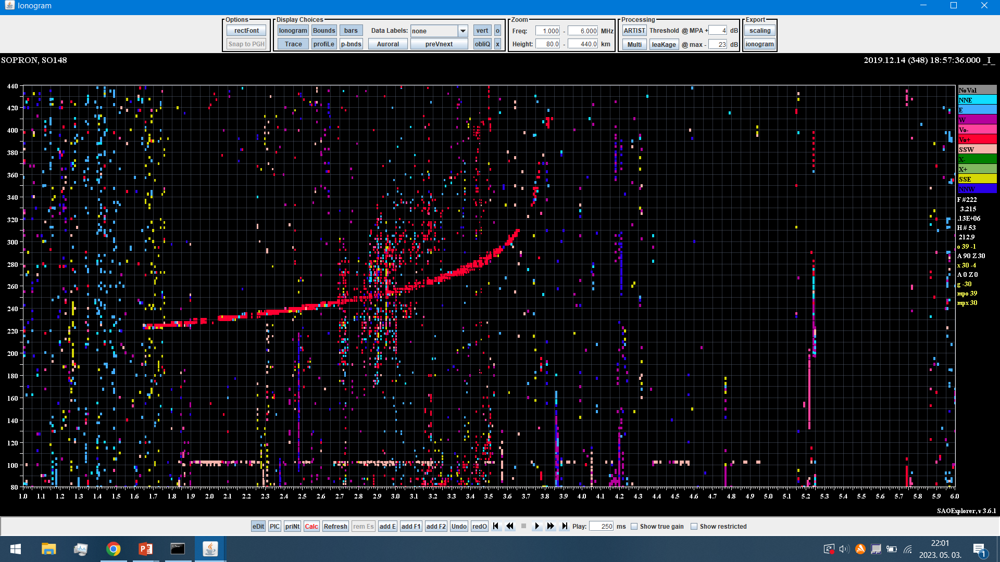 Ionogram
Options
rectFont
Snap to PGH
Display Choices
Ionogram Bounds bars Data Labels: none vert o
Trace profiLe p-bnds Auroral preVnext obliQ x
Zoom
Freq: 1.000 - 6.000 MHz
Height: 80.0 - 440.0 km
Processing
ARTIST Threshold @ MPA + 4 dB
Multi leaKage @ max - 23 dB
Export
scaling
ionogram
SOPRON, SO148
2019.12.14 (348) 18:57:36.000 _I_
440
420
400
380
360
340
320
300
280
260
240
220
200
180
160
140
120
100
80
1.0 1.1 1.2 1.3 1.4 1.5 1.6 1.7 1.8 1.9 2.0 2.1 2.2 2.3 2.4 2.5 2.6 2.7 2.8 2.9 3.0 3.1 3.2 3.3 3.4 3.5 3.6 3.7 3.8 3.9 4.0 4.1 4.2 4.3 4.4 4.5 4.6 4.7 4.8 4.9 5.0 5.1 5.2 5.3 5.4 5.5 5.6 5.7 5.8 5.9 6.0
NoVal
NNE
E
W
Vo-
Vo+
SSW
X-
X+
SSE
NNW
F #222
3.215
.13E+06
H # 53
212.9
o 39 -1
A 90 Z 30
x 30 -4
A 0 Z 0
g -30
mpo 39
mpx 30
SAOExplorer, v 3.6.1
eDit PIC priNt Calc Refresh rem Es add E add F1 add F2 Undo redO Play: 250 ms Show true gain Show restricted
22:01
2023. 05. 03.
1